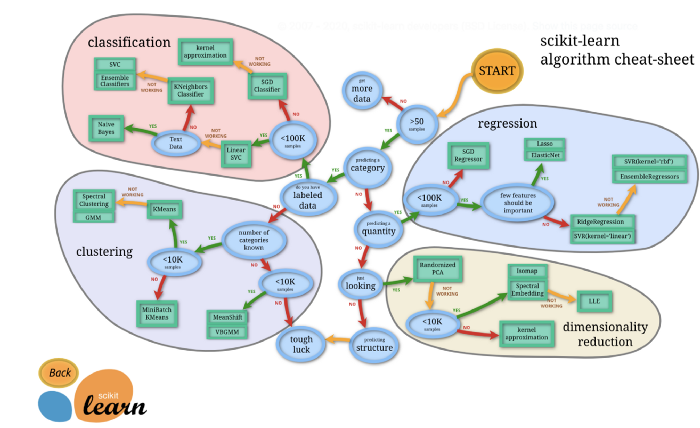 scikit-learn
algorithm cheat-sheet
START
classification
kernel
approximation
NOT
WORKING
SVC
Ensemble
Classifiers
NOT
WORKING
KNeighbors
Classifier
SGD
Classifier
NO
NO
Naive
Bayes
YES
Text
Data
NOT
WORKING
Linear
SVC
YES
<100K
samples
YES
get
more
data
NO
>50
samples
YES
predicting a
category
YES
do you have
labeled
data
NO
NO
predicting a
quantity
YES
NO
just
looking
YES
NO
predicting
structure
tough
luck
regression
SGD
Regressor
NO
<100K
samples
YES
few features
should be
important
YES
Lasso
ElasticNet
NO
RidgeRegression
SVR(kernel='linear')
NOT
WORKING
SVR(kernel='rbf')
EnsembleRegressors
clustering
Spectral
Clustering
GMM
NOT
WORKING
KMeans
YES
<10K
samples
NO
MiniBatch
KMeans
YES
number of
categories
known
NO
<10K
samples
YES
NO
MeanShift
VBGMM
dimensionality
reduction
Randomized
PCA
NOT
WORKING
<10K
samples
YES
NO
Isomap
Spectral
Embedding
NOT
WORKING
LLE
kernel
approximation
Back
scikit
learn